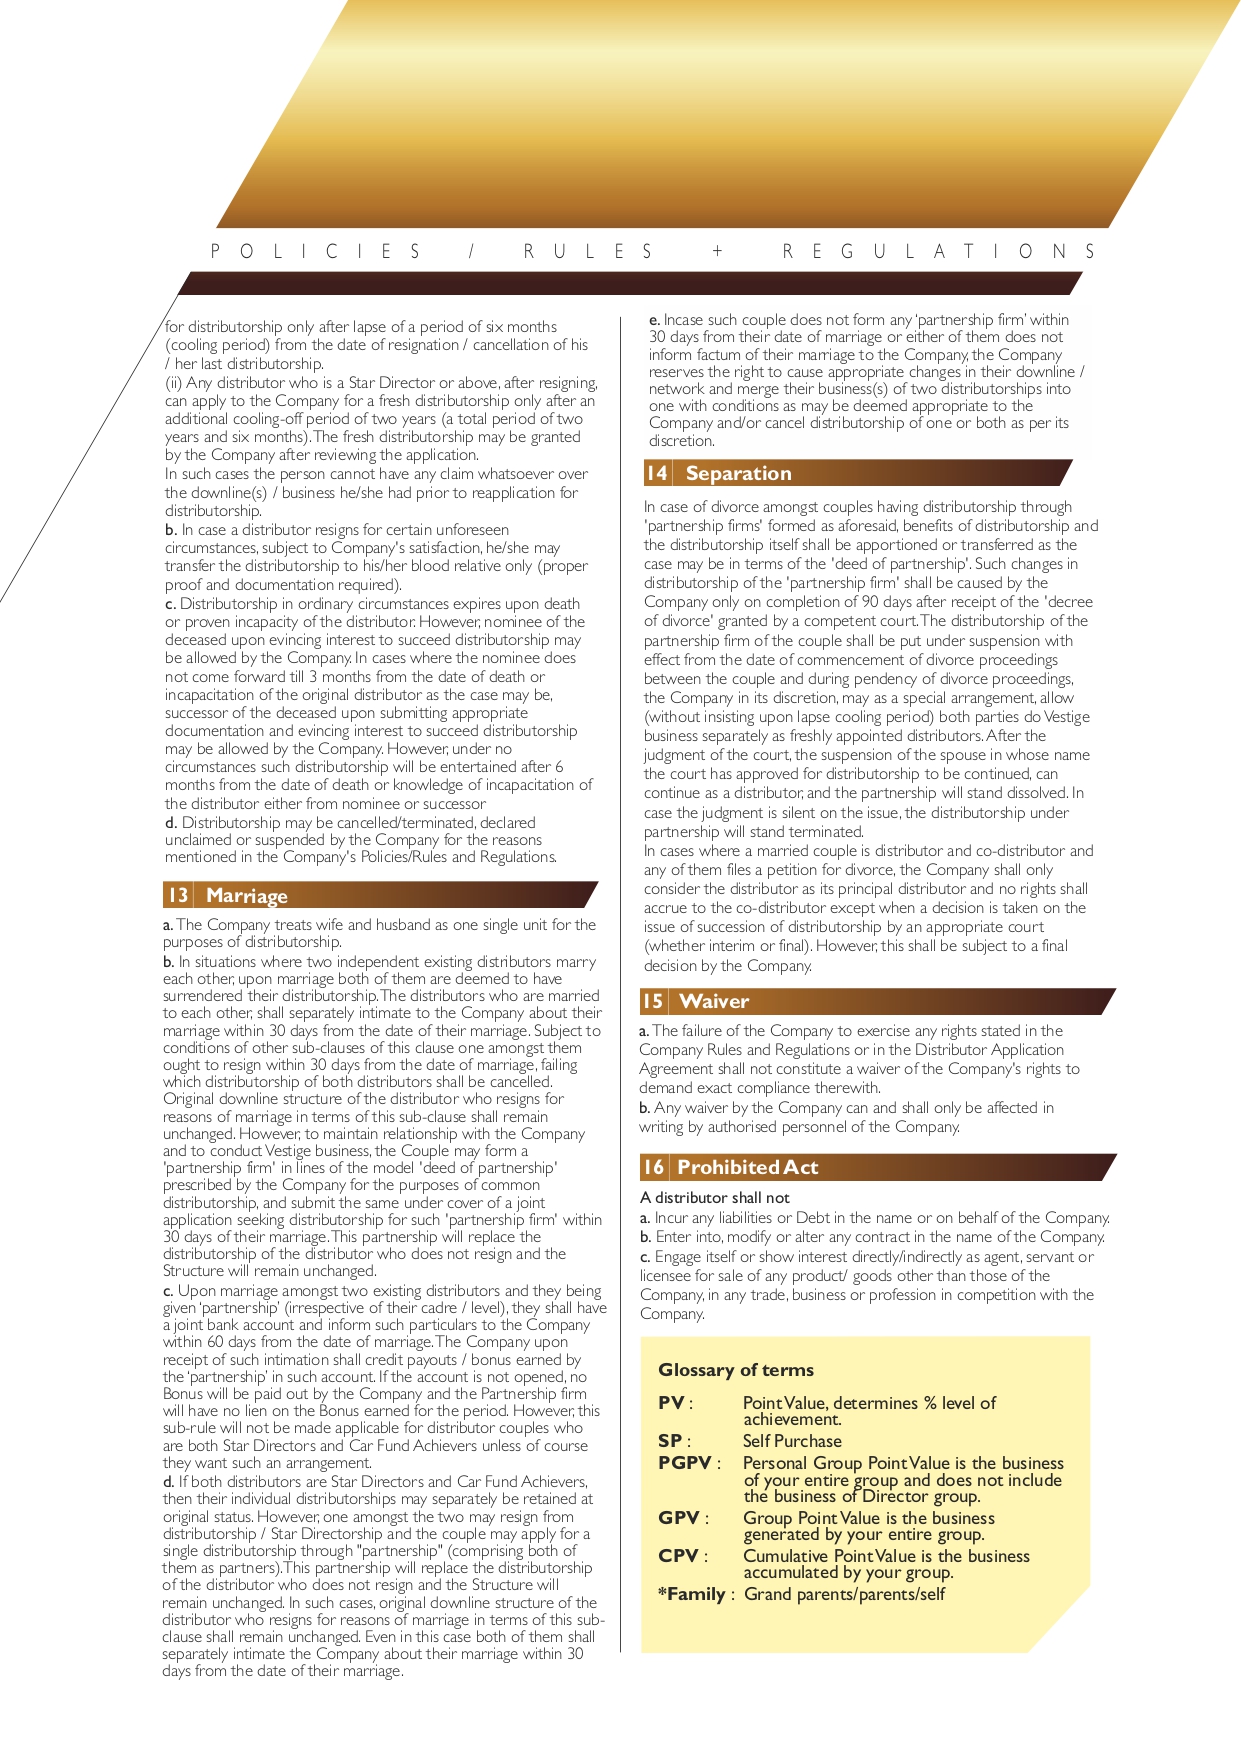 POLICIES / RULES + REGULATIONS
for distributorship only after lapse of a period of six months
(cooling period) from the date of resignation / cancellation of his
/ her last distributorship.
(ii) Any distributor who is a Star Director or above, after resigning,
can apply to the Company for a fresh distributorship only after an
additional cooling-off period of two years (a total period of two
years and six months). The fresh distributorship may be granted
by the Company after reviewing the application.
In such cases the person cannot have any claim whatsoever over
the downline(s) / business he/she had prior to reapplication for
distributorship.
b. In case a distributor resigns for certain unforeseen
circumstances, subject to Company's satisfaction, he/she may
transfer the distributorship to his/her blood relative only (proper
proof and documentation required).
c. Distributorship in ordinary circumstances expires upon death
or proven incapacity of the distributor. However, nominee of the
deceased upon evincing interest to succeed distributorship may
be allowed by the Company. In cases where the nominee does
not come forward till 3 months from the date of death or
incapacitation of the original distributor as the case may be,
successor of the deceased upon submitting appropriate
documentation and evincing interest to succeed distributorship
may be allowed by the Company. However, under no
circumstances such distributorship will be entertained after 6
months from the date of death or knowledge of incapacitation of
the distributor either from nominee or successor
d. Distributorship may be cancelled/terminated, declared
unclaimed or suspended by the Company for the reasons
mentioned in the Company's Policies/Rules and Regulations.
13 Marriage
a. The Company treats wife and husband as one single unit for the
purposes of distributorship.
b. In situations where two independent existing distributors marry
each other, upon marriage both of them are deemed to have
surrendered their distributorship. The distributors who are married
to each other, shall separately intimate to the Company about their
marriage within 30 days from the date of their marriage. Subject to
conditions of other sub-clauses of this clause one amongst them
ought to resign within 30 days from the date of marriage, failing
which distributorship of both distributors shall be cancelled.
Original downline structure of the distributor who resigns for
reasons of marriage in terms of this sub-clause shall remain
unchanged. However, to maintain relationship with the Company
and to conduct Vestige business, the Couple may form a
'partnership firm' in lines of the model 'deed of partnership'
prescribed by the Company for the purposes of common
distributorship, and submit the same under cover of a joint
application seeking distributorship for such 'partnership firm' within
30 days of their marriage. This partnership will replace the
distributorship of the distributor who does not resign and the
Structure will remain unchanged.
c. Upon marriage amongst two existing distributors and they being
given ‘partnership’ (irrespective of their cadre / level), they shall have
a joint bank account and inform such particulars to the Company
within 60 days from the date of marriage. The Company upon
receipt of such intimation shall credit payouts / bonus earned by
the ‘partnership’ in such account. If the account is not opened, no
Bonus will be paid out by the Company and the Partnership firm
will have no lien on the Bonus earned for the period. However, this
sub-rule will not be made applicable for distributor couples who
are both Star Directors and Car Fund Achievers unless of course
they want such an arrangement.
d. If both distributors are Star Directors and Car Fund Achievers,
then their individual distributorships may separately be retained at
original status. However, one amongst the two may resign from
distributorship / Star Directorship and the couple may apply for a
single distributorship through "partnership" (comprising both of
them as partners). This partnership will replace the distributorship
of the distributor who does not resign and the Structure will
remain unchanged. In such cases, original downline structure of the
distributor who resigns for reasons of marriage in terms of this sub-
clause shall remain unchanged. Even in this case both of them shall
separately intimate the Company about their marriage within 30
days from the date of their marriage.
e. Incase such couple does not form any ‘partnership firm’ within
30 days from their date of marriage or either of them does not
inform factum of their marriage to the Company, the Company
reserves the right to cause appropriate changes in their downline /
network and merge their business(s) of two distributorships into
one with conditions as may be deemed appropriate to the
Company and/or cancel distributorship of one or both as per its
discretion.
14 Separation
In case of divorce amongst couples having distributorship through
'partnership firms' formed as aforesaid, benefits of distributorship and
the distributorship itself shall be apportioned or transferred as the
case may be in terms of the 'deed of partnership'. Such changes in
distributorship of the 'partnership firm' shall be caused by the
Company only on completion of 90 days after receipt of the 'decree
of divorce' granted by a competent court. The distributorship of the
partnership firm of the couple shall be put under suspension with
effect from the date of commencement of divorce proceedings
between the couple and during pendency of divorce proceedings,
the Company in its discretion, may as a special arrangement, allow
(without insisting upon lapse cooling period) both parties do Vestige
business separately as freshly appointed distributors. After the
judgment of the court, the suspension of the spouse in whose name
the court has approved for distributorship to be continued, can
continue as a distributor, and the partnership will stand dissolved. In
case the judgment is silent on the issue, the distributorship under
partnership will stand terminated.
In cases where a married couple is distributor and co-distributor and
any of them files a petition for divorce, the Company shall only
consider the distributor as its principal distributor and no rights shall
accrue to the co-distributor except when a decision is taken on the
issue of succession of distributorship by an appropriate court
(whether interim or final). However, this shall be subject to a final
decision by the Company.
15 Waiver
a. The failure of the Company to exercise any rights stated in the
Company Rules and Regulations or in the Distributor Application
Agreement shall not constitute a waiver of the Company's rights to
demand exact compliance therewith.
b. Any waiver by the Company can and shall only be affected in
writing by authorised personnel of the Company.
16 Prohibited Act
A distributor shall not
a. Incur any liabilities or Debt in the name or on behalf of the Company.
b. Enter into, modify or alter any contract in the name of the Company.
c. Engage itself or show interest directly/indirectly as agent, servant or
licensee for sale of any product/ goods other than those of the
Company, in any trade, business or profession in competition with the
Company.
Glossary of terms
PV : Point Value, determines % level of
achievement.
SP : Self Purchase
PGPV : Personal Group Point Value is the business
of your entire group and does not include
the business of Director group.
GPV : Group Point Value is the business
generated by your entire group.
CPV : Cumulative Point Value is the business
accumulated by your group.
*Family : Grand parents/parents/self